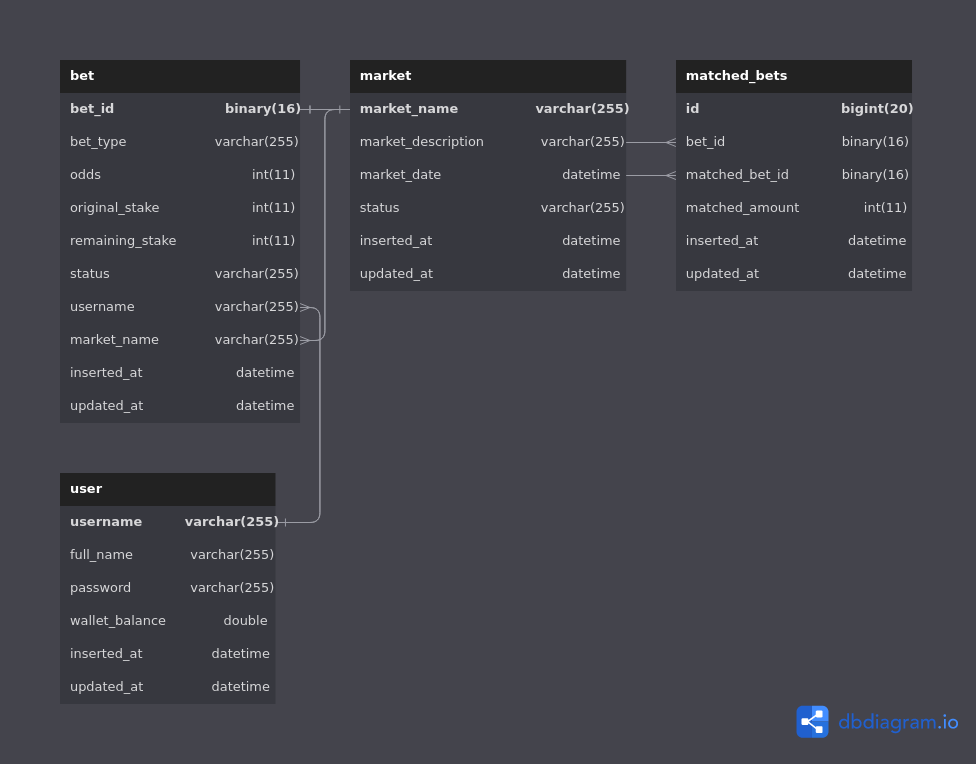 bet
bet_id binary(16)
bet_type varchar(255)
odds int(11)
original_stake int(11)
remaining_stake int(11)
status varchar(255)
username varchar(255)
market_name varchar(255)
inserted_at datetime
updated_at datetime
market
market_name varchar(255)
market_description varchar(255)
market_date datetime
status varchar(255)
inserted_at datetime
updated_at datetime
matched_bets
id bigint(20)
bet_id binary(16)
matched_bet_id binary(16)
matched_amount int(11)
inserted_at datetime
updated_at datetime
user
username varchar(255)
full_name varchar(255)
password varchar(255)
wallet_balance double
inserted_at datetime
updated_at datetime
dbdiagram.io